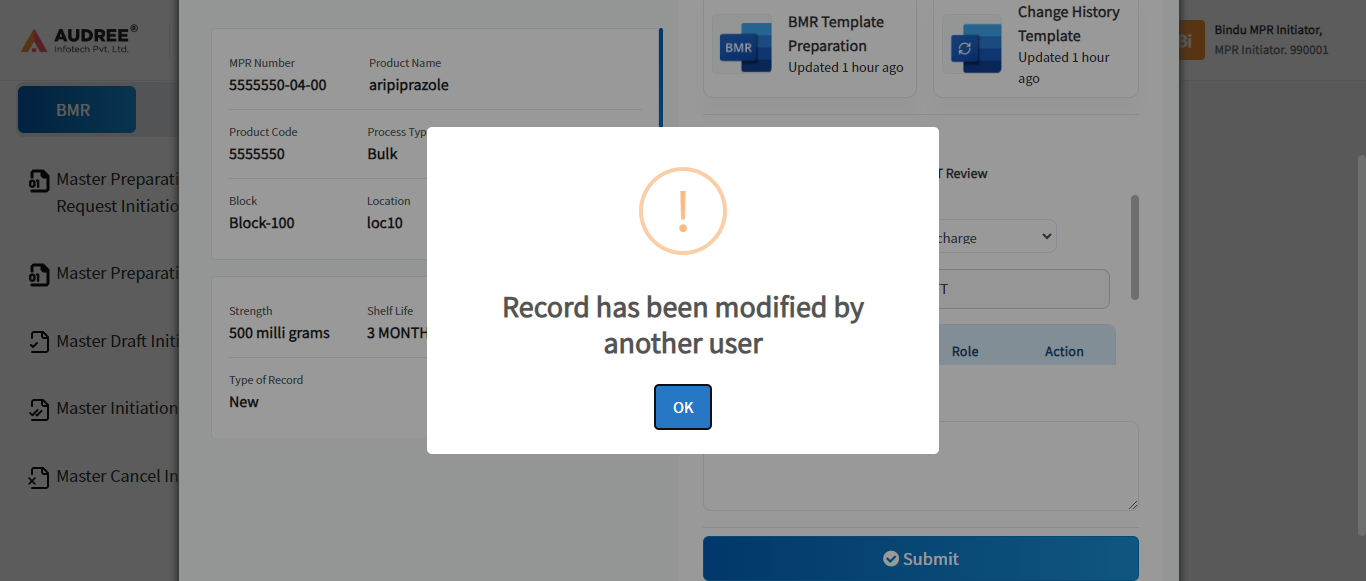 AUDREE®
Infotech Pvt. Ltd.
BMR
Master Preparati
Request Initiatio
Master Preparati
Master Draft Initi
Master Initiation
Master Cancel In
MPR Number
Product Name
5555550-04-00
aripiprazole
Product Code
Process Typ
5555550
Bulk
Block
Location
Block-100
loc10
Strength
Shelf Life
500 milli grams
3 MONTH
Type of Record
New
BMR
BMR Template
Preparation
Updated 1 hour ago
Change History
Template
Updated 1 hour
ago
Bi
Bindu MPR Initiator,
MPR Initiator. 990001
T Review
charge
T
Role
Action
Record has been modified by
another user
OK
Submit